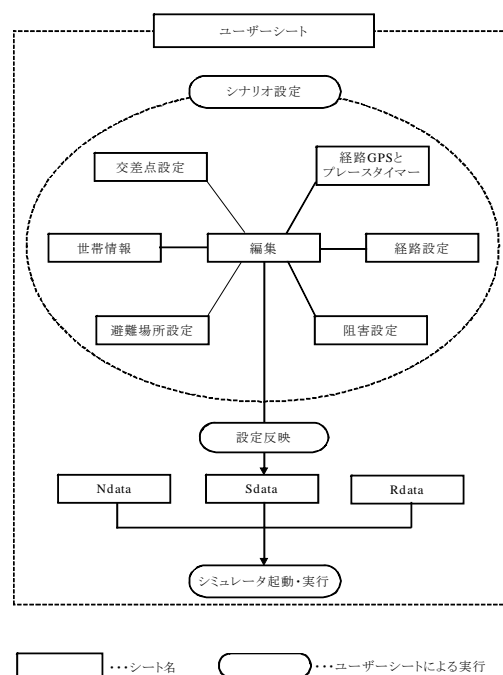 ユーザーシート
シナリオ設定
交差点設定
経路GPSと
プレースタイマー
世帯情報
編集
経路設定
避難場所設定
阻害設定
設定反映
Ndata
Sdata
Rdata
シミュレータ起動・実行
・・・シート名
・・・ユーザーシートによる実行